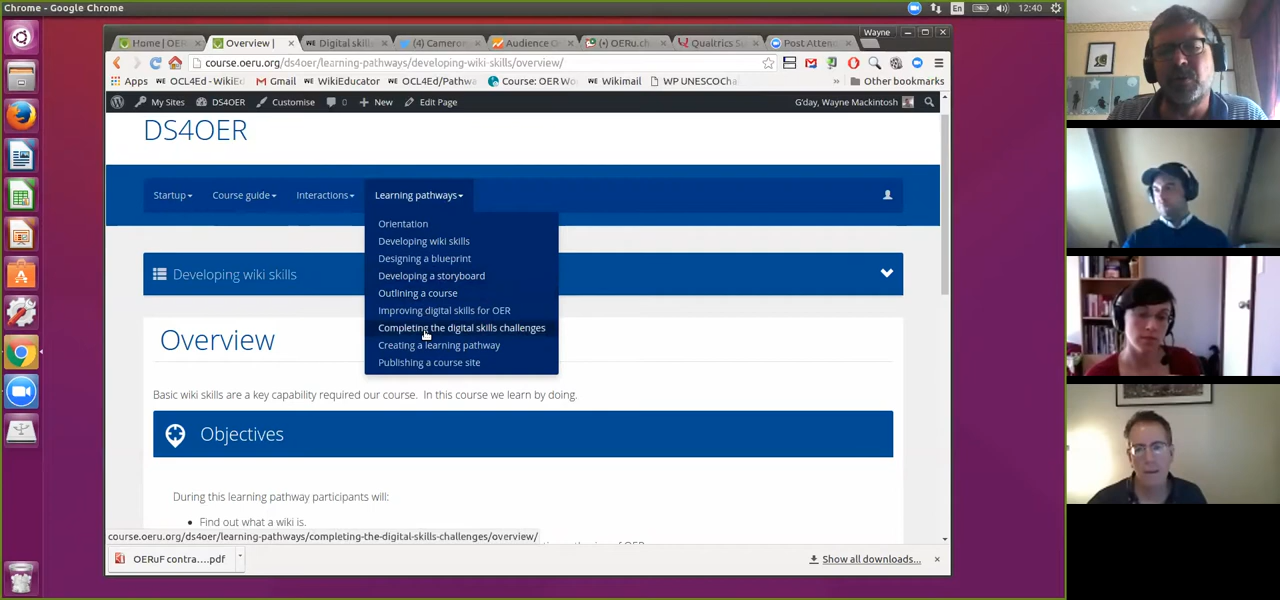 Chrome - Google Chrome
En
12:40
Wayne
Home | OE
Overview |
Digital skill
(4) Cameron
Audience O
(•) OERu.ch
Qualtrics S
Post Atten
course.oeru.org/ds4oer/learning-pathways/developing-wiki-skills/overview/
Apps
OCL4Ed - WikiEd
Gmail
WikiEducator
OCL4Ed/Pathwa
Course: OER Wor
Wikimail
WP UNESCOCha
»
Other bookmarks
My Sites
DS4OER
Customise
0
New
Edit Page
G'day, Wayne Mackintosh
DS4OER
Startup
Course guide
Interactions
Learning pathways
Orientation
Developing wiki skills
Designing a blueprint
Developing a storyboard
Outlining a course
Improving digital skills for OER
Completing the digital skills challenges
Creating a learning pathway
Publishing a course site
Developing wiki skills
Overview
Basic wiki skills are a key capability required our course. In this course we learn by doing.
Objectives
During this learning pathway participants will:
• Find out what a wiki is.
course.oeru.org/ds4oer/learning-pathways/completing-the-digital-skills-challenges/overview/
OERuF contra....pdf
Show all downloads...